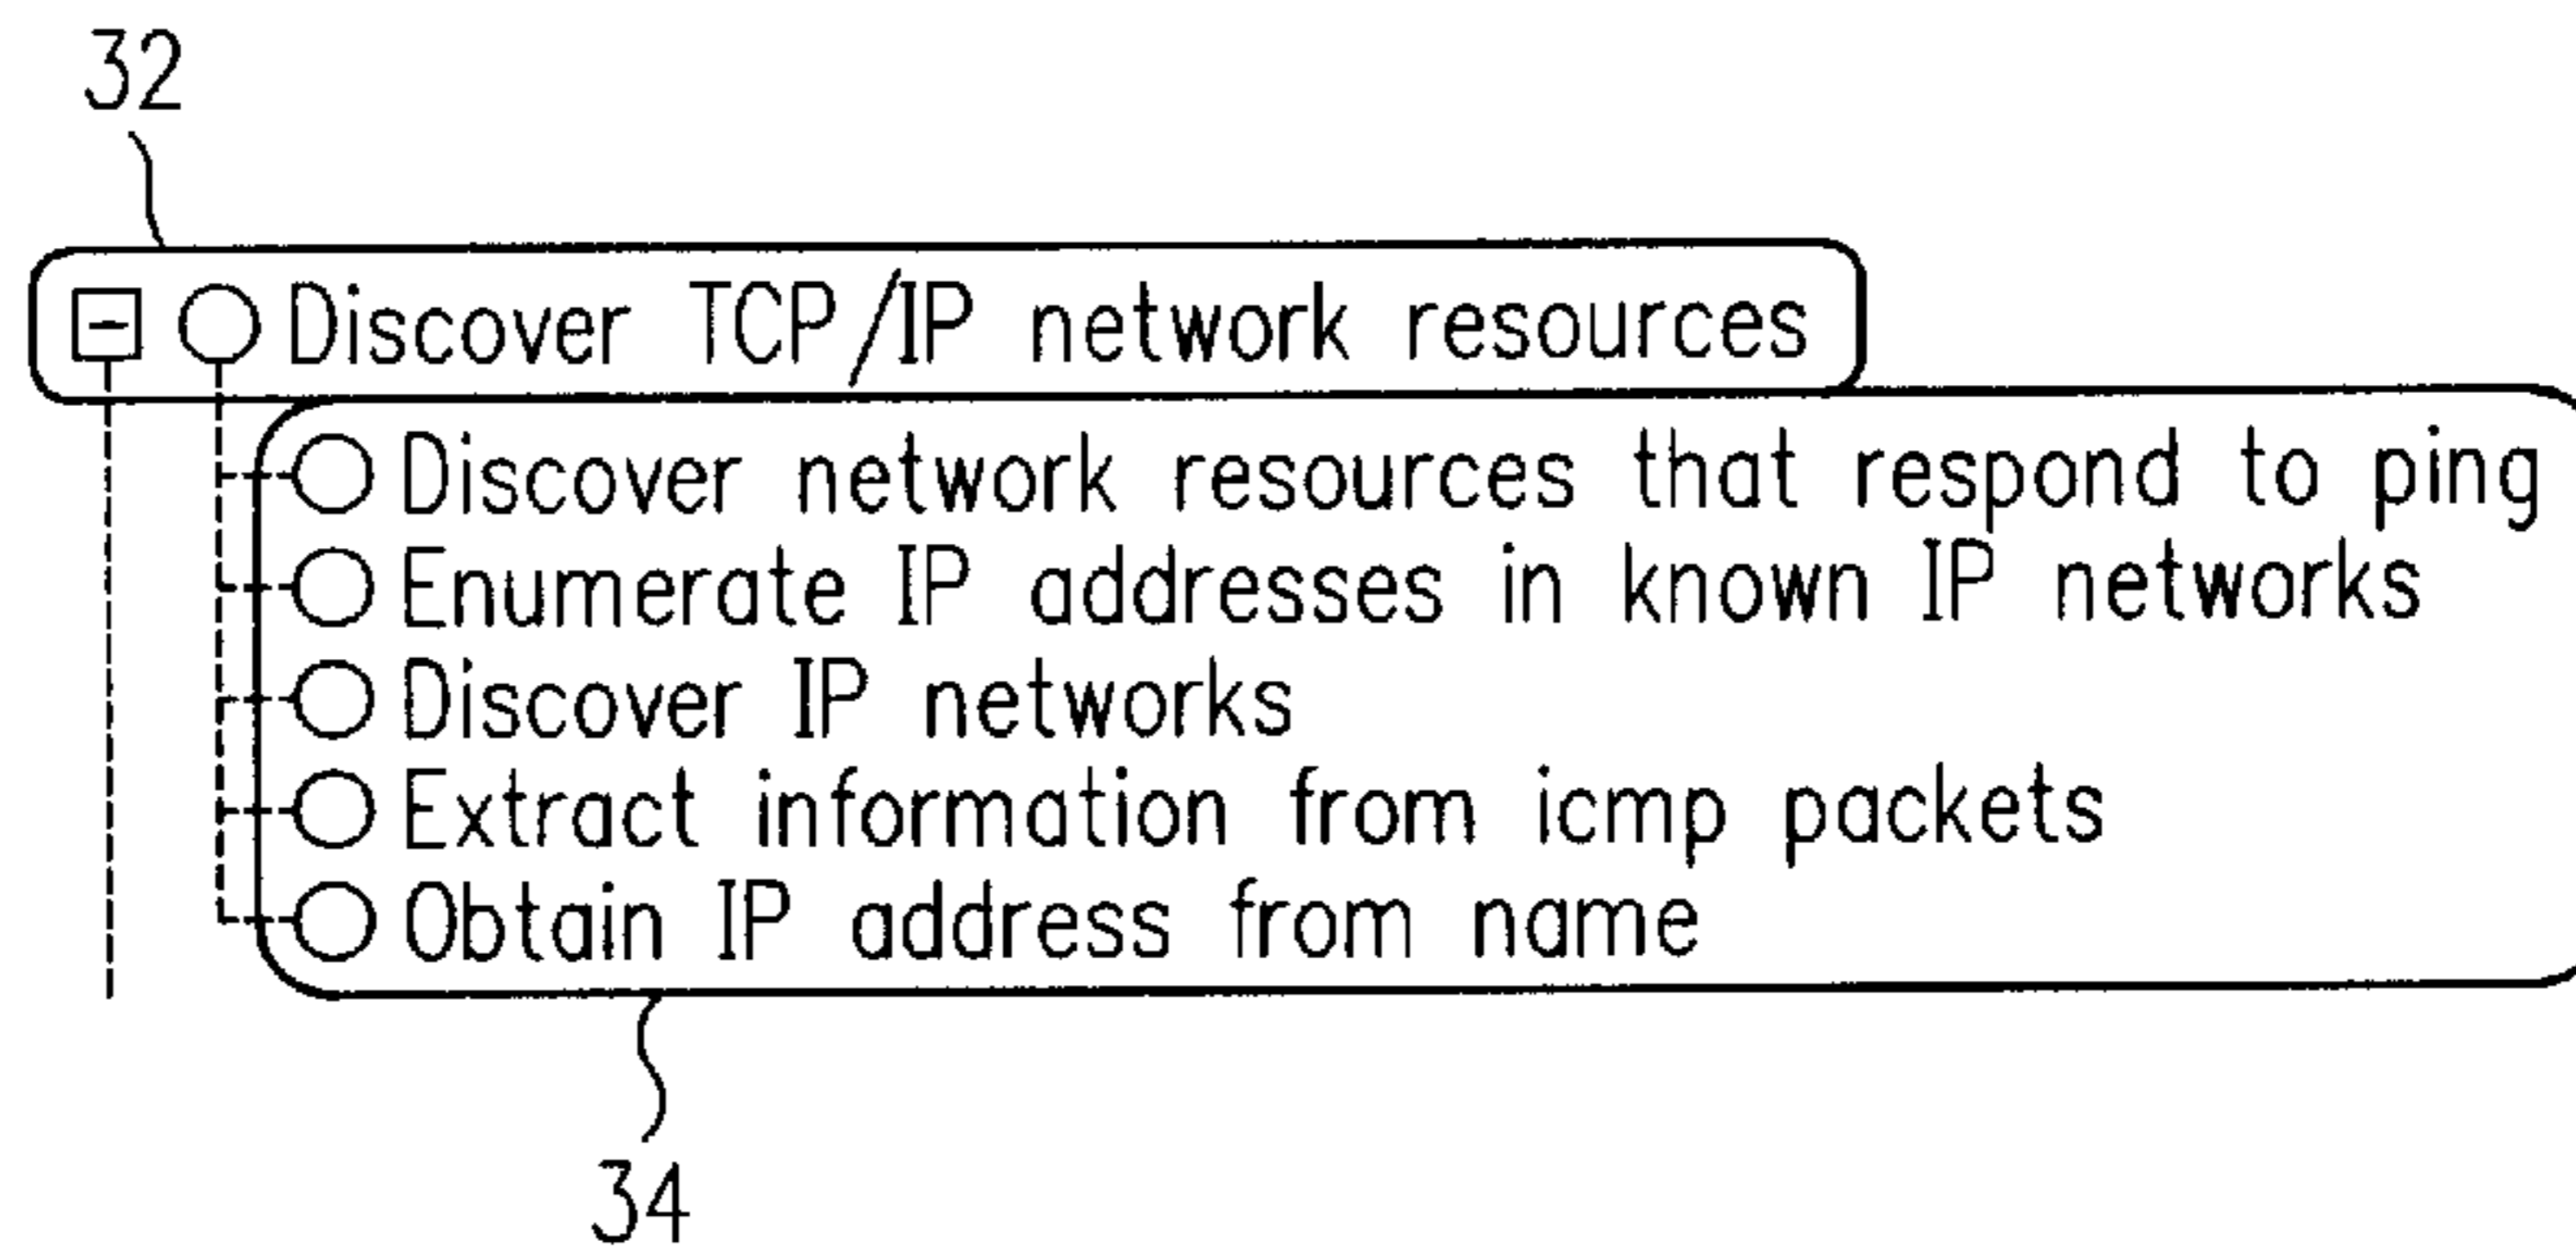 32
Discover TCP/IP network resources
Discover network resources that respond to ping
Enumerate IP addresses in known IP networks
Discover IP networks
Extract information from icmp packets
Obtain IP address from name
34